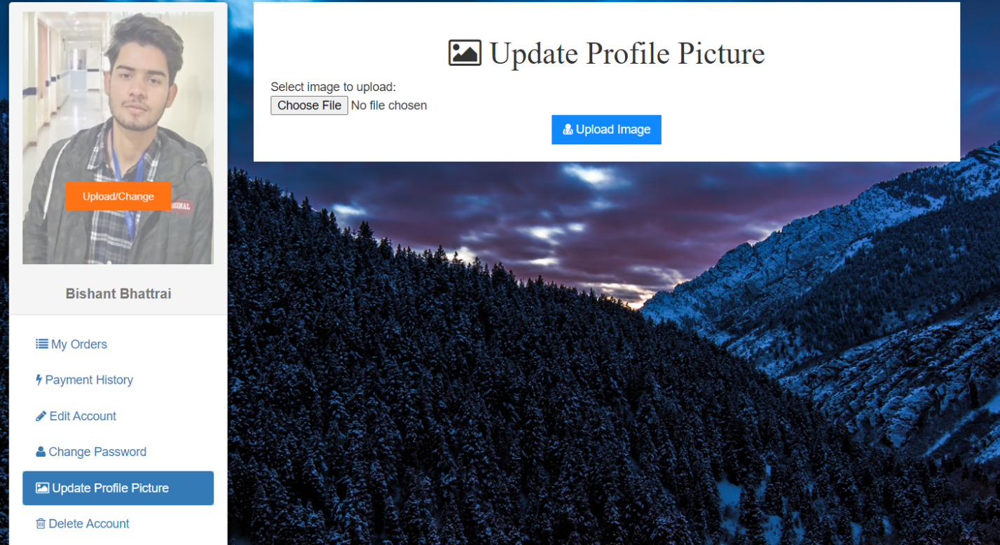 Upload/Change
Bishant Bhattrai
My Orders
Payment History
Edit Account
Change Password
Update Profile Picture
Delete Account
Update Profile Picture
Select image to upload:
Choose File No file chosen
Upload Image